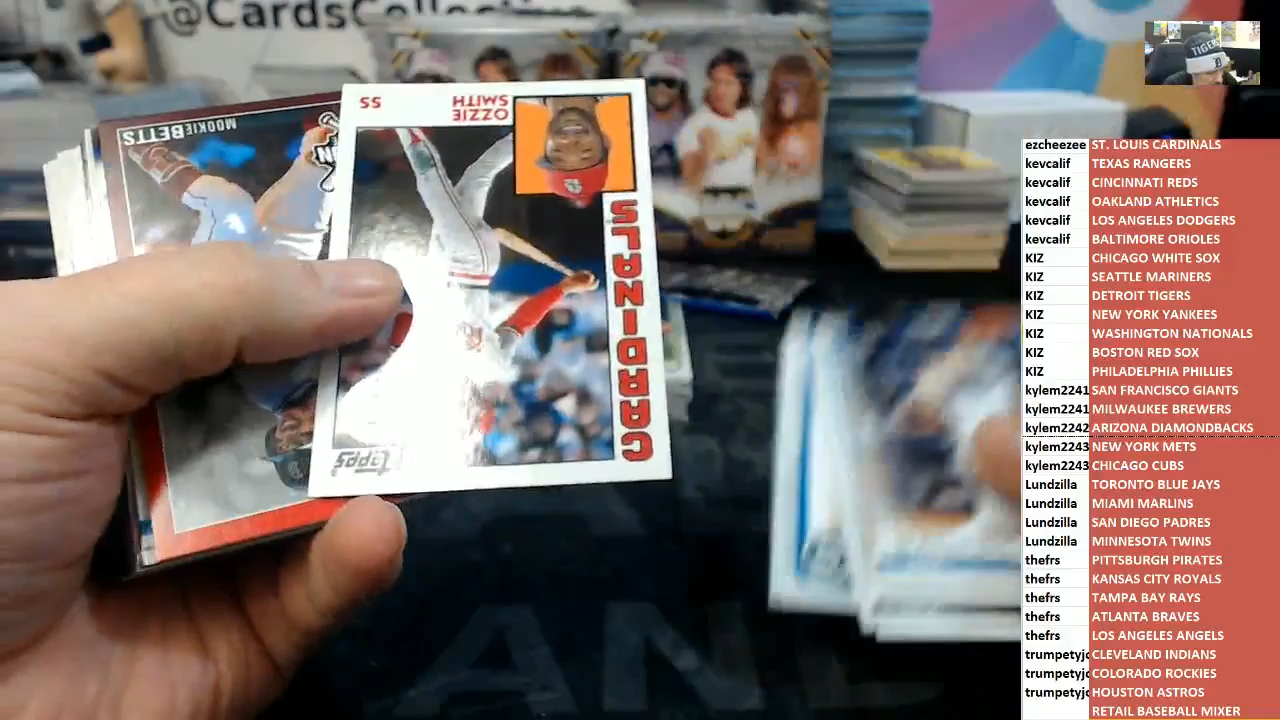 @CardsCollec
TIGERS
MOOKIE BETTS
SS
OZZIE
SMITH
CARDINALS
Topps
ezcheezee ST. LOUIS CARDINALS
kevcalif TEXAS RANGERS
kevcalif CINCINNATI REDS
kevcalif OAKLAND ATHLETICS
kevcalif LOS ANGELES DODGERS
kevcalif BALTIMORE ORIOLES
KIZ CHICAGO WHITE SOX
KIZ SEATTLE MARINERS
KIZ DETROIT TIGERS
KIZ NEW YORK YANKEES
KIZ WASHINGTON NATIONALS
KIZ BOSTON RED SOX
KIZ PHILADELPHIA PHILLIES
kylem2241 SAN FRANCISCO GIANTS
kylem2241 MILWAUKEE BREWERS
kylem2242 ARIZONA DIAMONDBACKS
kylem2243 NEW YORK METS
kylem2243 CHICAGO CUBS
Lundzilla TORONTO BLUE JAYS
Lundzilla MIAMI MARLINS
Lundzilla SAN DIEGO PADRES
Lundzilla MINNESOTA TWINS
thefrs PITTSBURGH PIRATES
thefrs KANSAS CITY ROYALS
thefrs TAMPA BAY RAYS
thefrs ATLANTA BRAVES
thefrs LOS ANGELES ANGELS
trumpetyjo CLEVELAND INDIANS
trumpetyjo COLORADO ROCKIES
trumpetyjo HOUSTON ASTROS
RETAIL BASEBALL MIXER